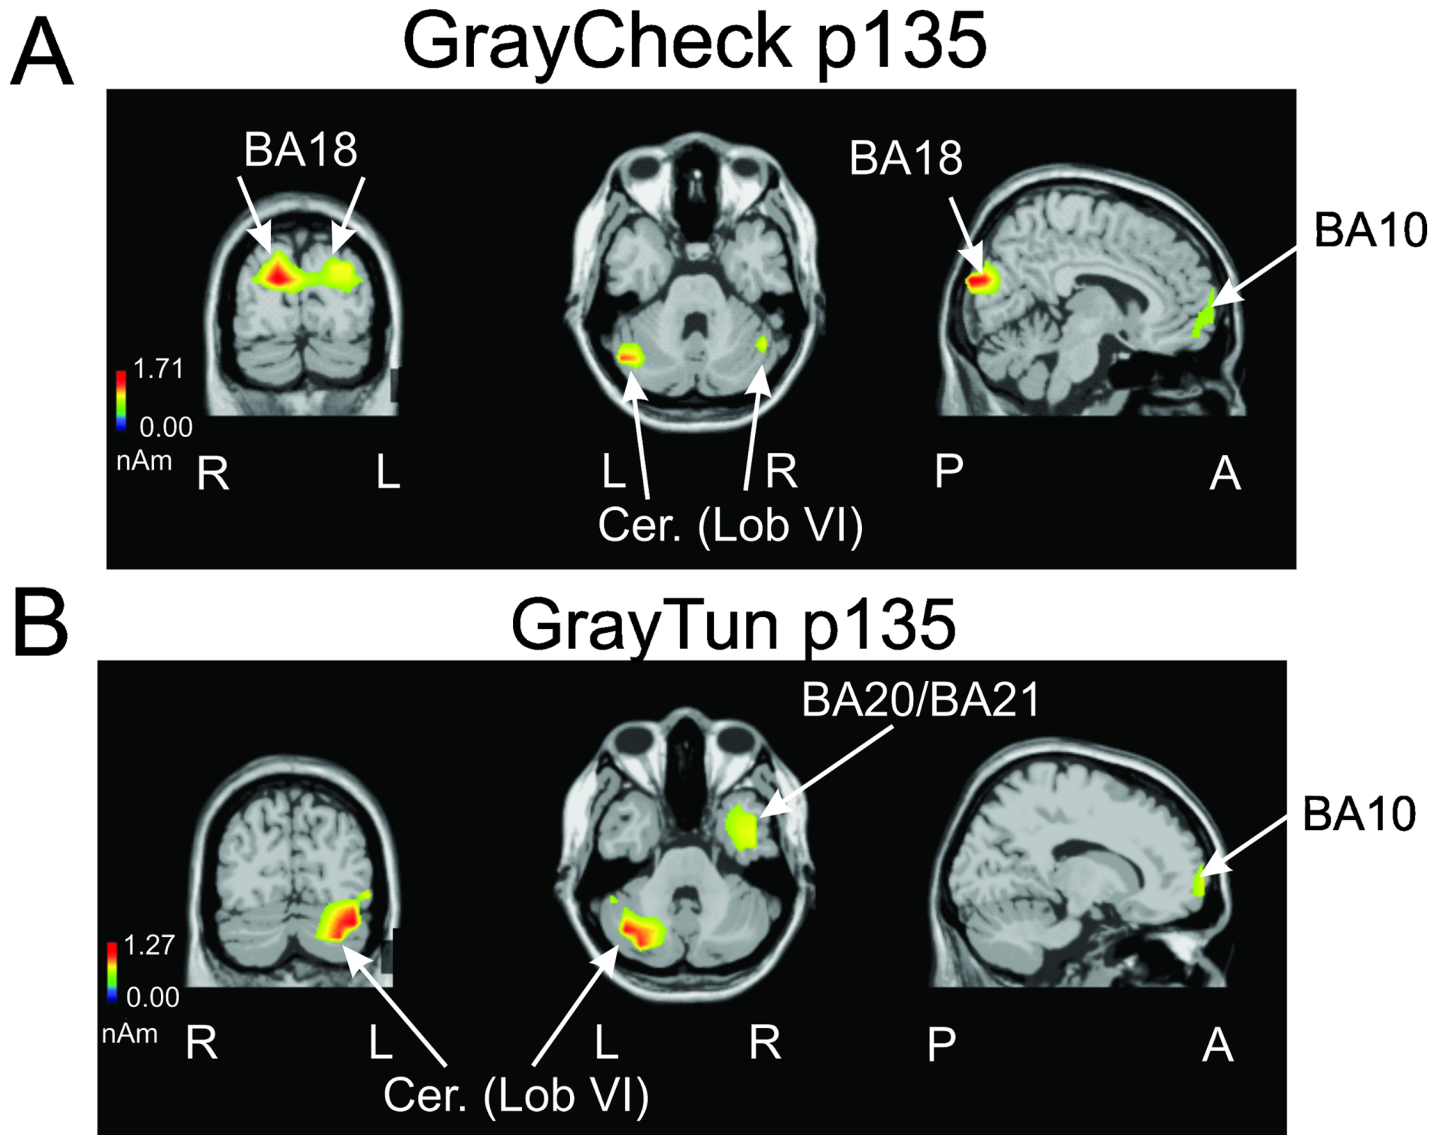 A
GrayCheck p135
BA18
BA18
BA10
1.71
0.00
nAm
R L
L R
P A
Cer. (Lob VI)
B
GrayTun p135
BA20/BA21
BA10
1.27
0.00
nAm
R L
L R
P A
Cer. (Lob VI)